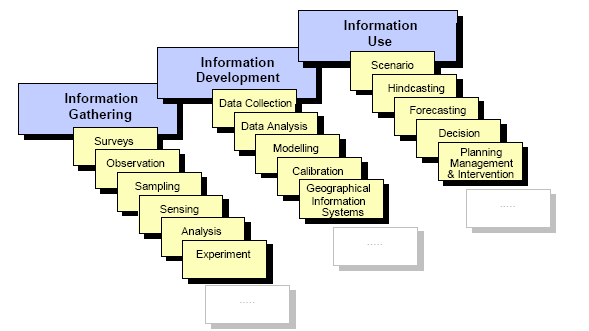 Information
Gathering
Surveys
Observation
Sampling
Sensing
Analysis
Experiment
.....
Information
Development
Data Collection
Data Analysis
Modelling
Calibration
Geographical
Information
Systems
.....
Information
Use
Scenario
Hindcasting
Forecasting
Decision
Planning
Management
& Intervention
.....